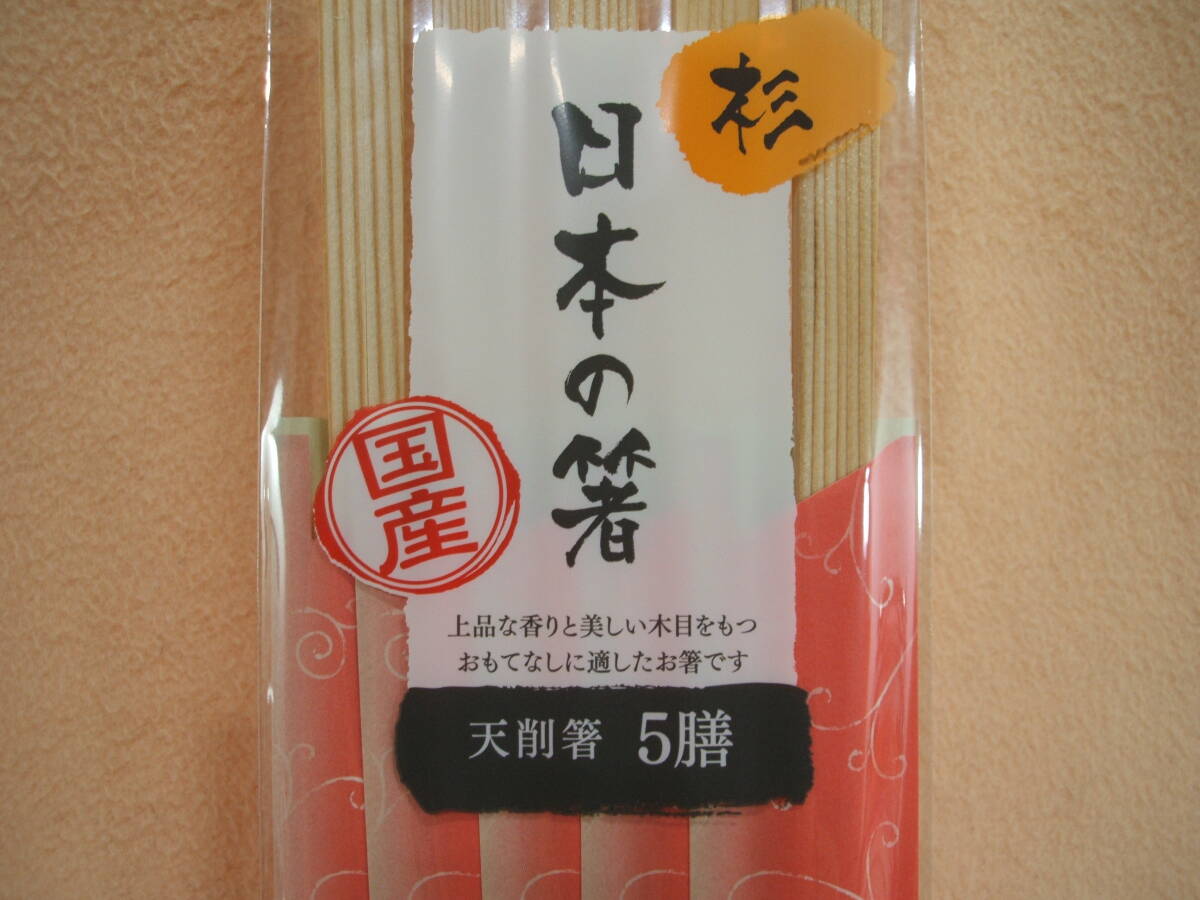 杉
日本の箸
国産
上品な香りと美しい木目をもつ
おもてなしに適したお箸です
天削箸 5膳